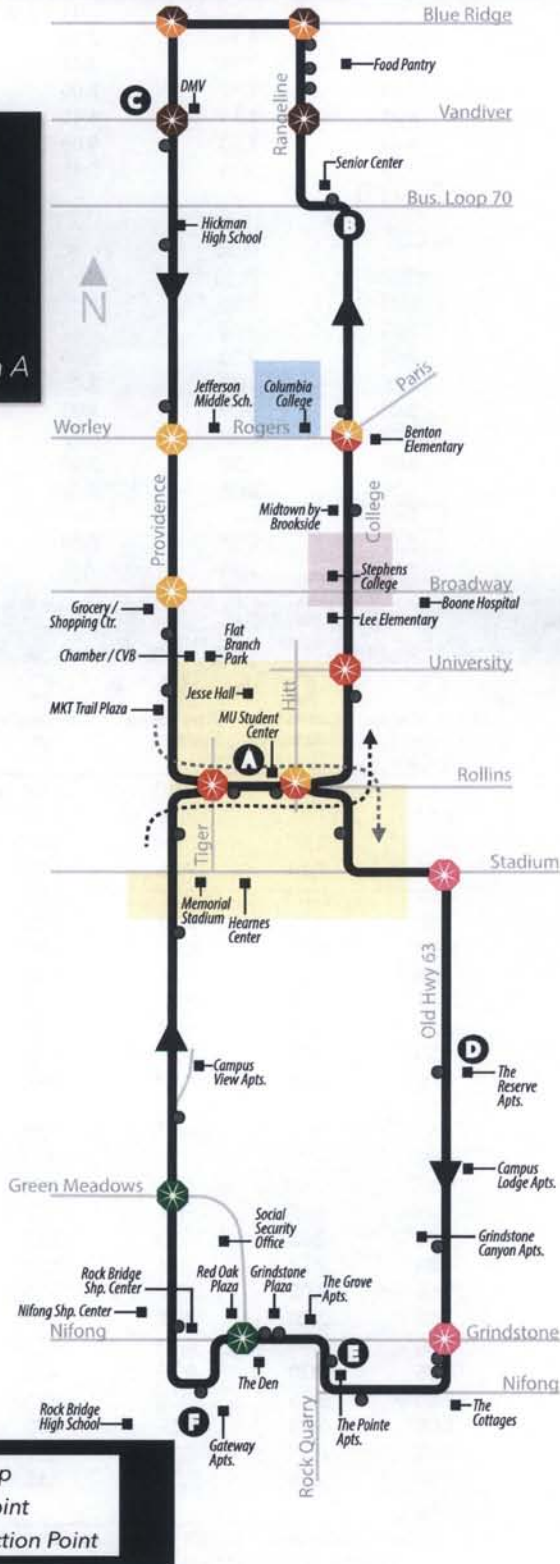 Blue Ridge
Food Pantry
DMV
C
Vandiver
Rangeline
Senior Center
Bus. Loop 70
B
Hickman
High School
N
A
Paris
Jefferson
Middle Sch.
Columbia
College
Worley
Rogers
Benton
Elementary
Providence
College
Midtown by
Brookside
Stephens
College
Broadway
Grocery /
Shopping Ctr.
Boone Hospital
Lee Elementary
Flat
Branch
Park
Chamber / CVB
University
Jesse Hall
Hitt
MKT Trail Plaza
MU Student
Center
A
Rollins
Tiger
Stadium
Memorial
Stadium
Hearnes
Center
Old Hwy 63
D
The
Reserve
Apts.
Campus
View Apts.
Campus
Lodge Apts.
Green Meadows
Social
Security
Office
Grindstone
Canyon Apts.
Rock Bridge
Shp. Center
Red Oak
Plaza
Grindstone
Plaza
The Grove
Apts.
Nifong Shp. Center
Nifong
Grindstone
E
The Den
Nifong
Rock Bridge
High School
F
Gateway
Apts.
Rock Quarry
The Pointe
Apts.
The
Cottages
p
oint
ction Point